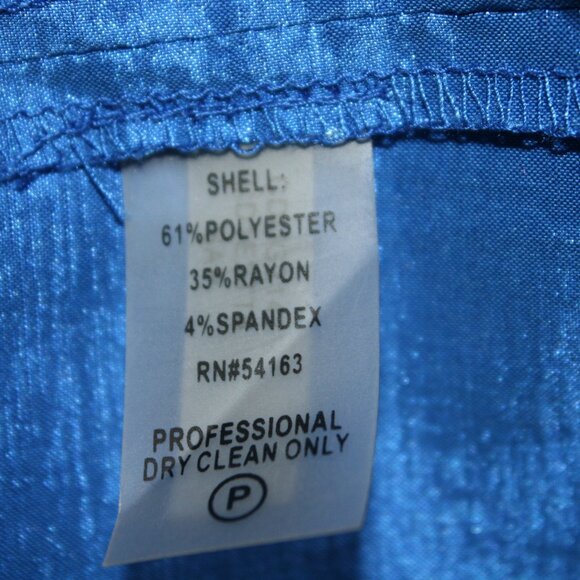 SHELL:
61%POLYESTER
35%RAYON
4%SPANDEX
RN#54163
PROFESSIONAL
DRY CLEAN ONLY
P